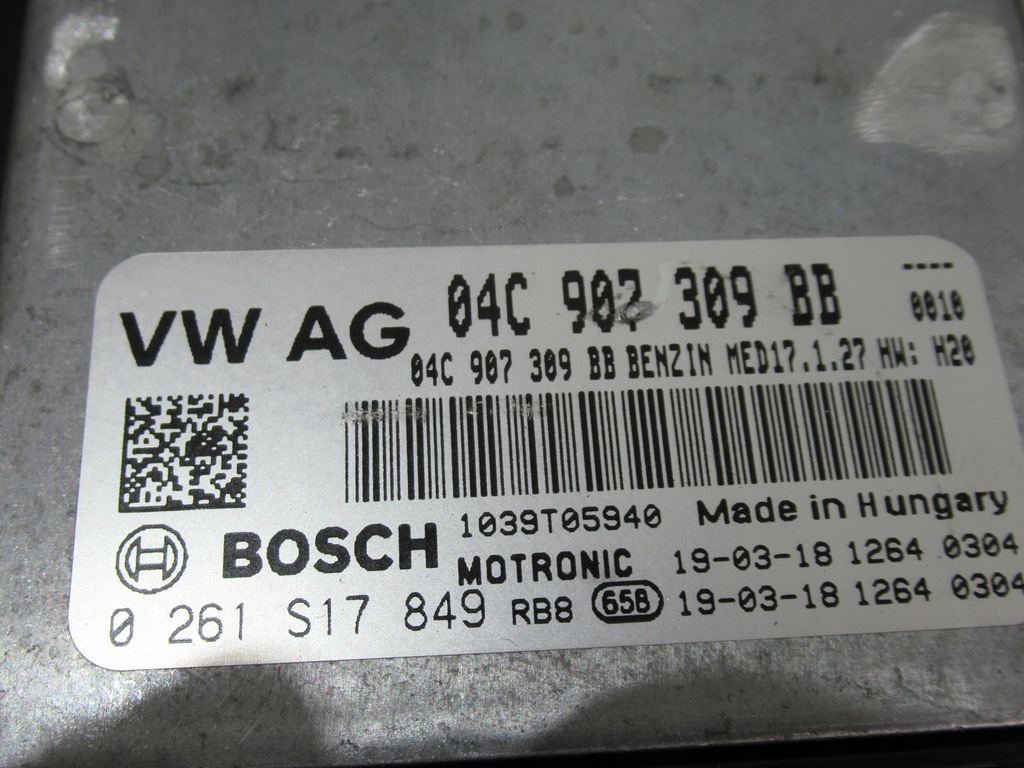 VW AG 04C 907 309 BB ----
0010
04C 907 309 BB BENZIN MED17.1.27 HW: H20
BOSCH 1039T05940 Made in Hungary
MOTRONIC 19-03-18 1264 0304
0 261 S17 849 RB8 65B 19-03-18 1264 0304